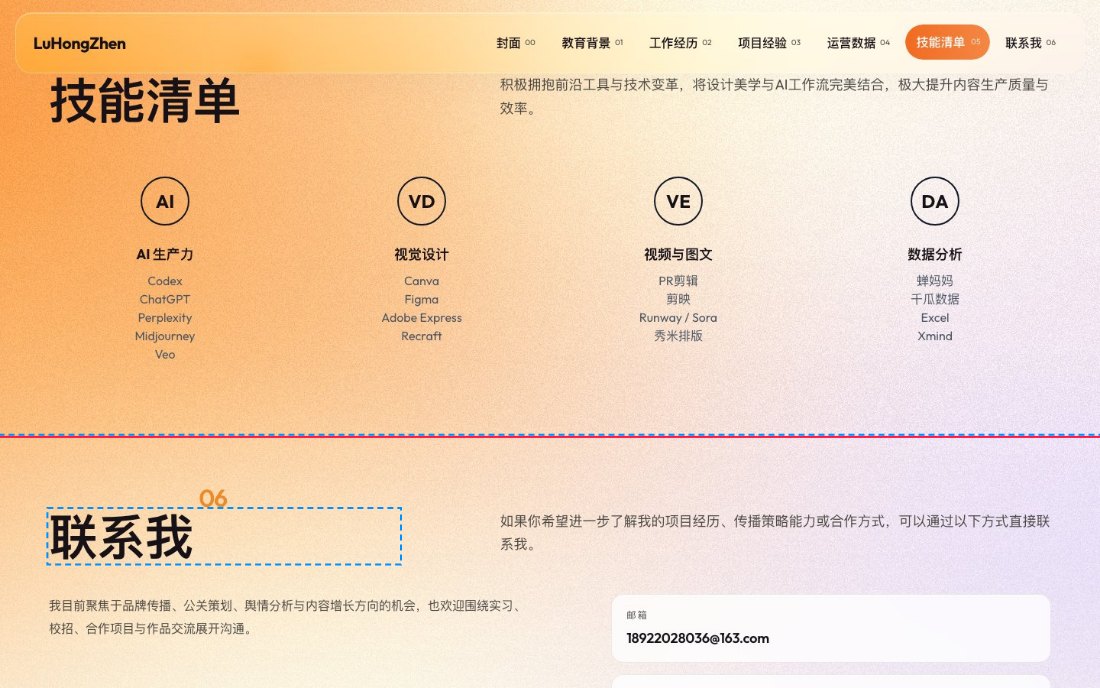 LuHongZhen
封面 00
教育背景 01
工作经历 02
项目经验 03
运营数据 04
技能清单 05
联系我 06
技能清单
积极拥抱前沿工具与技术变革，将设计美学与AI工作流完美结合，极大提升内容生产质量与
效率。
AI
AI 生产力
Codex
ChatGPT
Perplexity
Midjourney
Veo
VD
视觉设计
Canva
Figma
Adobe Express
Recraft
VE
视频与图文
PR剪辑
剪映
Runway / Sora
秀米排版
DA
数据分析
蝉妈妈
千瓜数据
Excel
Xmind
06
联系我
如果你希望进一步了解我的项目经历、传播策略能力或合作方式，可以通过以下方式直接联
系我。
我目前聚焦于品牌传播、公关策划、舆情分析与内容增长方向的机会，也欢迎围绕实习、
校招、合作项目与作品交流展开沟通。
邮箱
18922028036@163.com